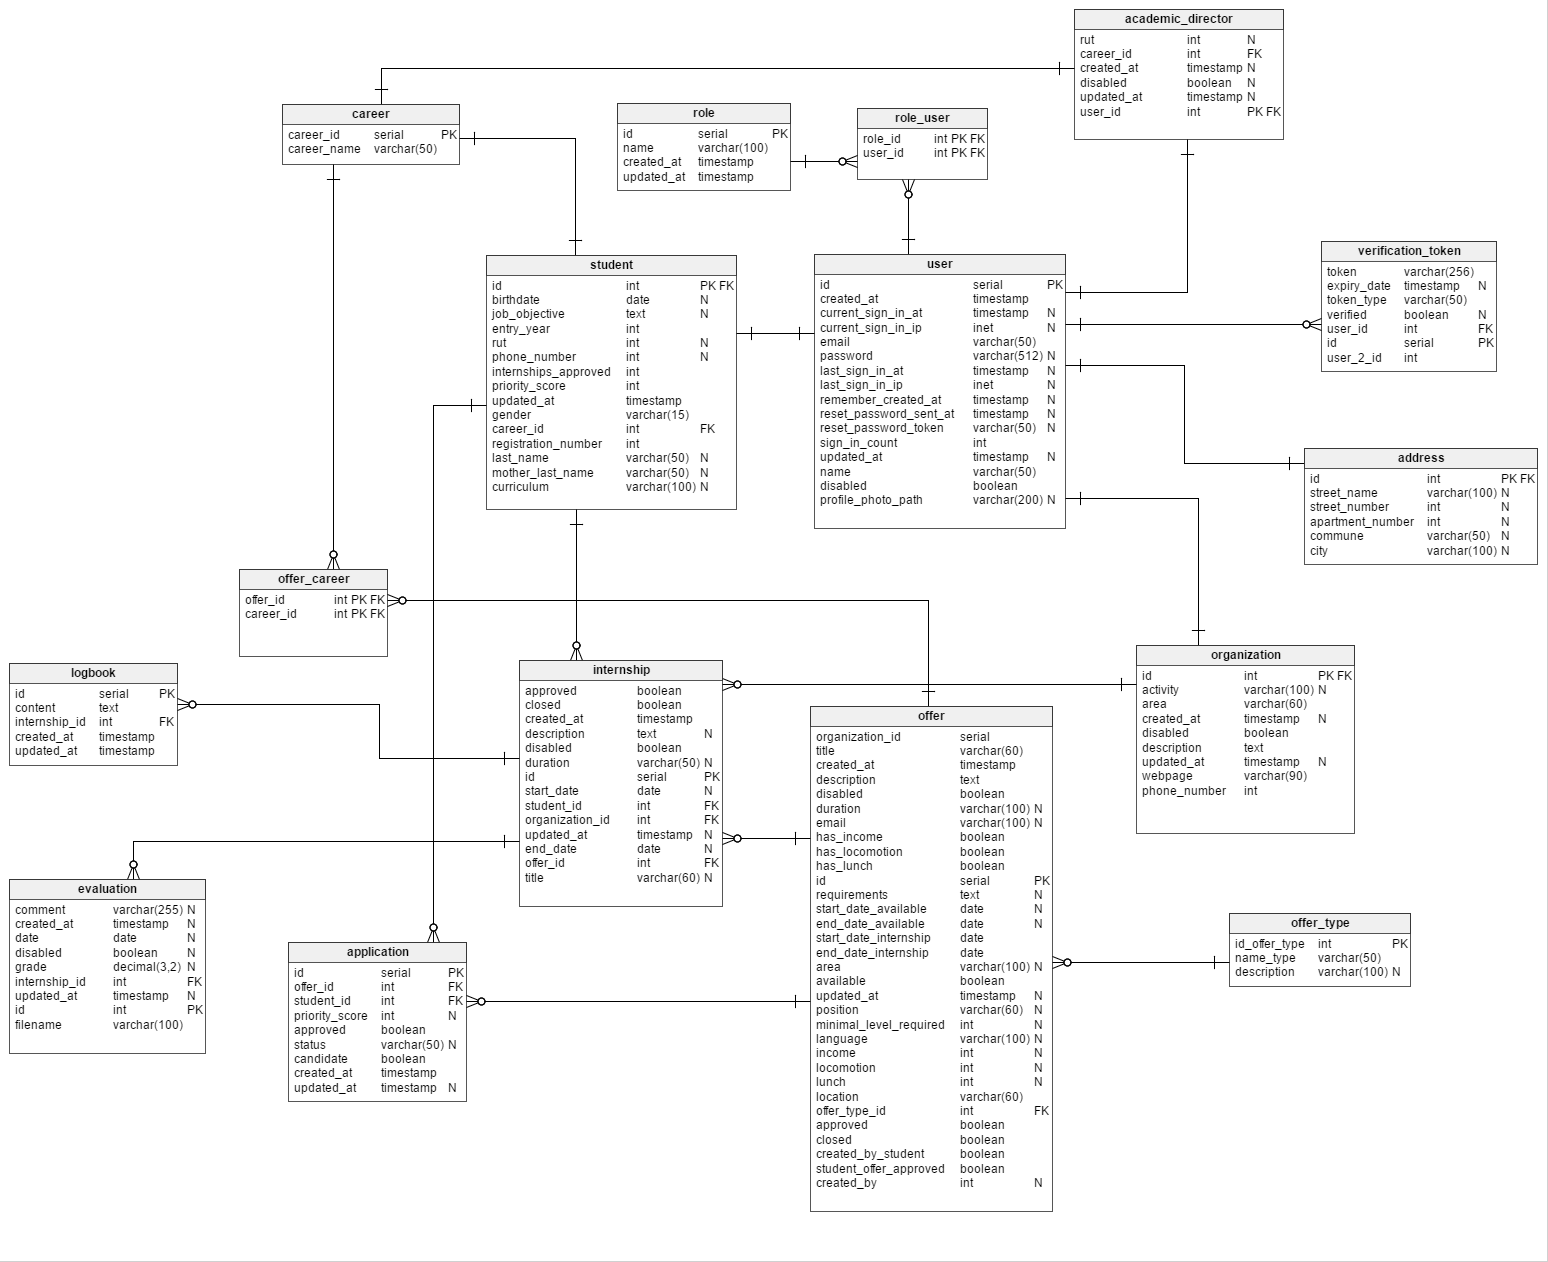 academic_director
rut int N
career_id int FK
created_at timestamp N
disabled boolean N
updated_at timestamp N
user_id int PK FK
career
career_id serial PK
career_name varchar(50)
role
id serial PK
name varchar(100)
created_at timestamp
updated_at timestamp
role_user
role_id int PK FK
user_id int PK FK
student
id int PK FK
birthdate date N
job_objective text N
entry_year int
rut int N
phone_number int N
internships_approved int
priority_score int
updated_at timestamp
gender varchar(15)
career_id int FK
registration_number int
last_name varchar(50) N
mother_last_name varchar(50) N
curriculum varchar(100) N
user
id serial PK
created_at timestamp
current_sign_in_at timestamp N
current_sign_in_ip inet N
email varchar(50)
password varchar(512) N
last_sign_in_at timestamp N
last_sign_in_ip inet N
remember_created_at timestamp N
reset_password_sent_at timestamp N
reset_password_token varchar(50) N
sign_in_count int
updated_at timestamp N
name varchar(50)
disabled boolean
profile_photo_path varchar(200) N
verification_token
token varchar(256)
expiry_date timestamp N
token_type varchar(50)
verified boolean N
user_id int FK
id serial PK
user_2_id int
address
id int PK FK
street_name varchar(100) N
street_number int N
apartment_number int N
commune varchar(50) N
city varchar(100) N
offer_career
offer_id int PK FK
career_id int PK FK
logbook
id serial PK
content text
internship_id int FK
created_at timestamp
updated_at timestamp
internship
approved boolean
closed boolean
created_at timestamp
description text N
disabled boolean
duration varchar(50) N
id serial PK
start_date date N
student_id int FK
organization_id int FK
updated_at timestamp N
end_date date N
offer_id int FK
title varchar(60) N
organization
id int PK FK
activity varchar(100) N
area varchar(60)
created_at timestamp N
disabled boolean
description text
updated_at timestamp N
webpage varchar(90)
phone_number int
offer
organization_id serial
title varchar(60)
created_at timestamp
description text
disabled boolean
duration varchar(100) N
email varchar(100) N
has_income boolean
has_locomotion boolean
has_lunch boolean
id serial PK
requirements text N
start_date_available date N
end_date_available date N
start_date_internship date
end_date_internship date
area varchar(100) N
available boolean
updated_at timestamp N
position varchar(60) N
minimal_level_required int N
language varchar(100) N
income int N
locomotion int N
lunch int N
location varchar(60)
offer_type_id int FK
approved boolean
closed boolean
created_by_student boolean
student_offer_approved boolean
created_by int N
evaluation
comment varchar(255) N
created_at timestamp N
date date N
disabled boolean N
grade decimal(3,2) N
internship_id int FK
updated_at timestamp N
id int PK
filename varchar(100)
application
id serial PK
offer_id int FK
student_id int FK
priority_score int N
approved boolean
status varchar(50) N
candidate boolean
created_at timestamp
updated_at timestamp N
offer_type
id_offer_type int PK
name_type varchar(50)
description varchar(100) N